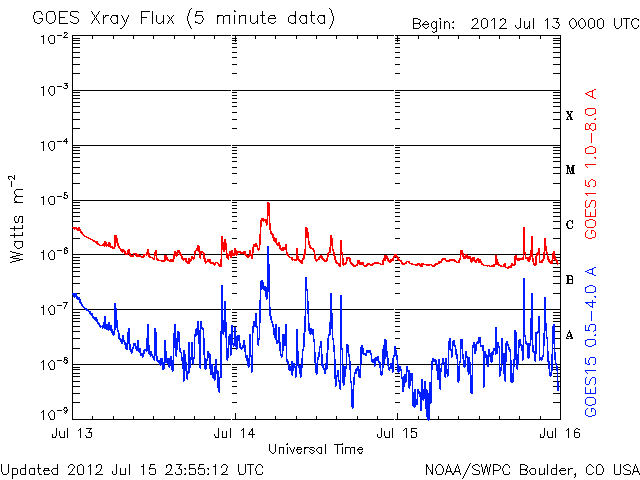 GOES Xray Flux (5 minute data)
Begin: 2012 Jul 13 0000 UTC
10-2
10-3
10-4
10-5
10-6
10-7
10-8
10-9
Watts m-2
X
M
C
B
A
GOES15 1.0-8.0 A
GOES15 0.5-4.0 A
Jul 13
Jul 14
Jul 15
Jul 16
Universal Time
Updated 2012 Jul 15 23:55:12 UTC
NOAA/SWPC Boulder, CO USA